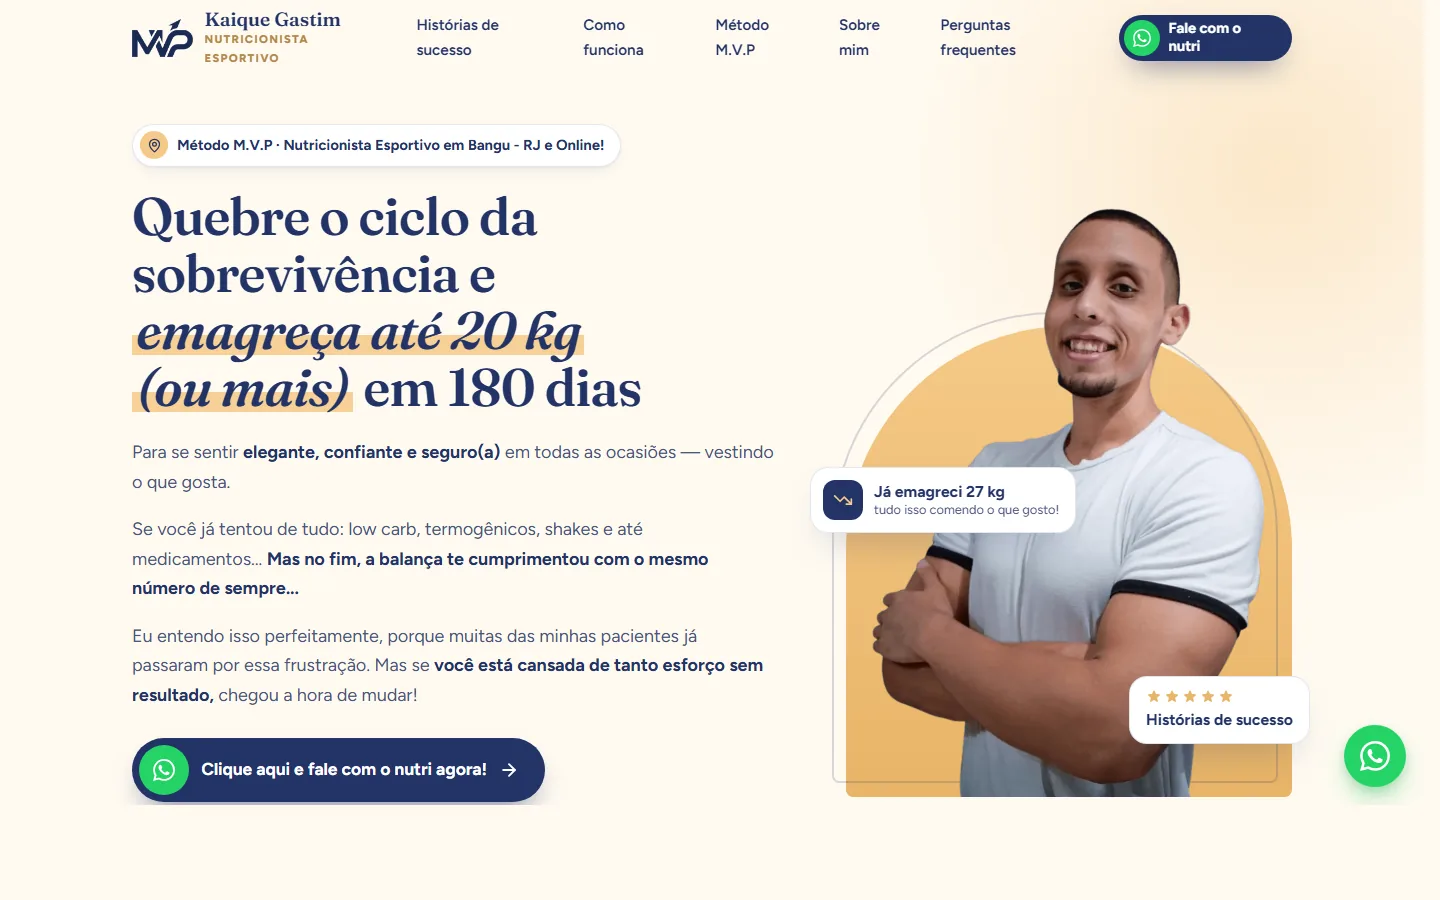 MVP
Kaique Gastim
NUTRICIONISTA
ESPORTIVO
Histórias de
sucesso
Como
funciona
Método
M.V.P
Sobre
mim
Perguntas
frequentes
Fale com o
nutri
Método M.V.P · Nutricionista Esportivo em Bangu - RJ e Online!
Quebre o ciclo da
sobrevivência e
emagreça até 20 kg
(ou mais) em 180 dias
Para se sentir elegante, confiante e seguro(a) em todas as ocasiões — vestindo
o que gosta.
Se você já tentou de tudo: low carb, termogênicos, shakes e até
medicamentos... Mas no fim, a balança te cumprimentou com o mesmo
número de sempre...
Eu entendo isso perfeitamente, porque muitas das minhas pacientes já
passaram por essa frustração. Mas se você está cansada de tanto esforço sem
resultado, chegou a hora de mudar!
Clique aqui e fale com o nutri agora!
Já emagreci 27 kg
tudo isso comendo o que gosto!
Histórias de sucesso